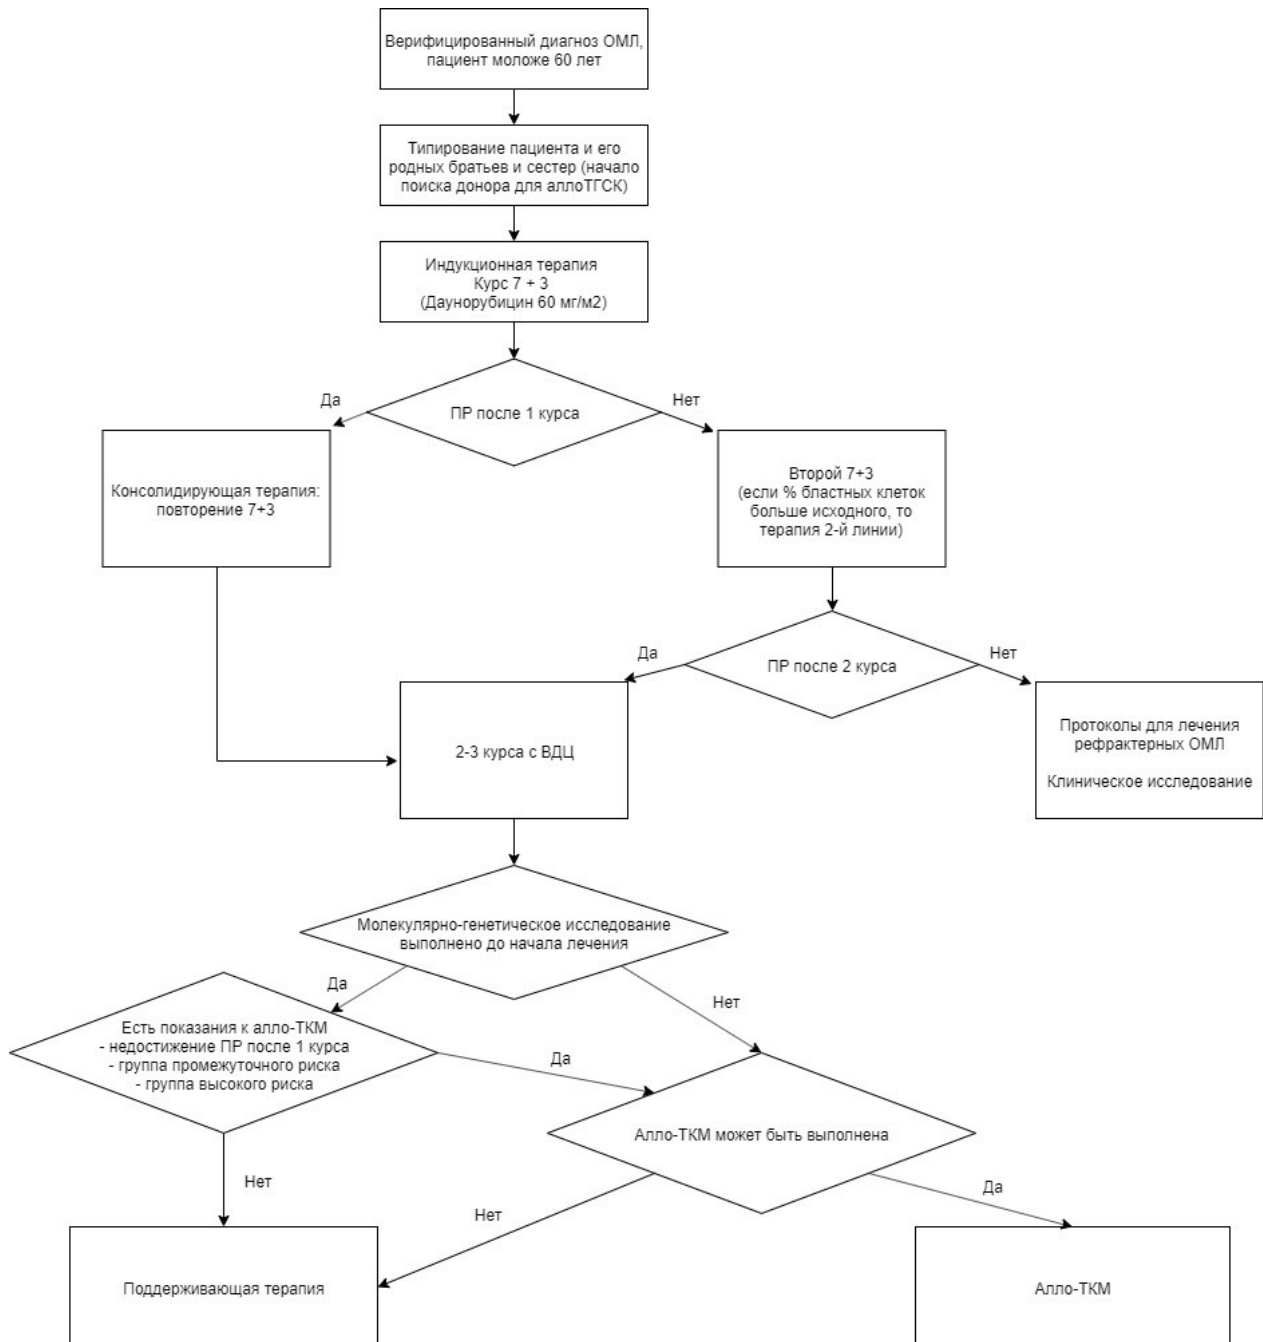 Верифицированный диагноз ОМЛ,
пациент моложе 60 лет
Типирование пациента и его
родных братьев и сестер (начало
поиска донора для аллоТГСК)
Индукционная терапия
Курс 7 + 3
(Даунорубицин 60 мг/м2)
Да
ПР после 1 курса
Нет
Консолидирующая терапия:
повторение 7+3
Второй 7+3
(если % бластных клеток
больше исходного, то
терапия 2-й линии)
Да
ПР после 2 курса
Нет
2-3 курса с ВДЦ
Протоколы для лечения
рефрактерных ОМЛ
Клиническое исследование
Молекулярно-генетическое исследование
выполнено до начала лечения
Да
Нет
Есть показания к алло-ТКМ
- недостижение ПР после 1 курса
- группа промежуточного риска
- группа высокого риска
Да
Алло-ТКМ может быть выполнена
Нет
Нет
Да
Поддерживающая терапия
Алло-ТКМ